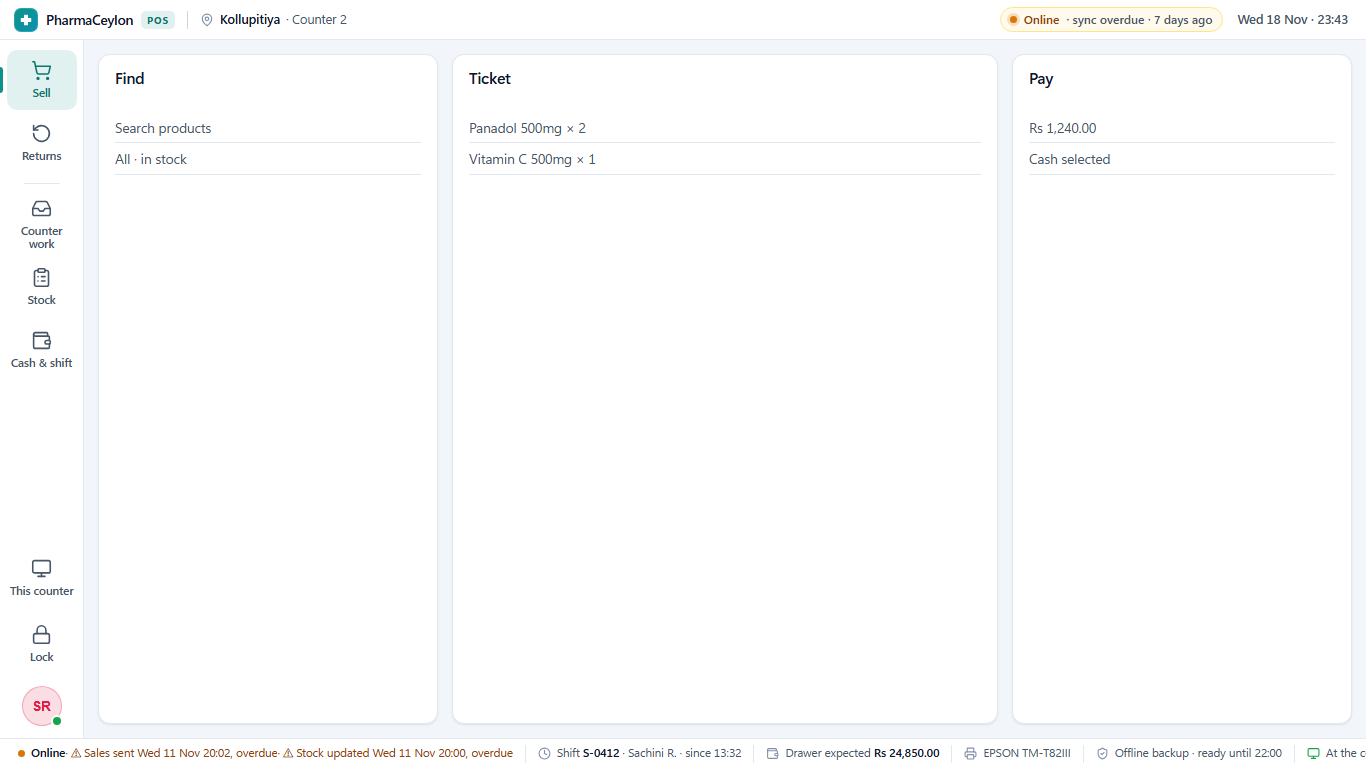 PharmaCeylon POS Kollupitiya · Counter 2 Online · sync overdue · 7 days ago Wed 18 Nov · 23:43
Sell
Returns
Counter
work
Stock
Cash & shift
This counter
Lock
SR
Find
Search products
All · in stock
Ticket
Panadol 500mg × 2
Vitamin C 500mg × 1
Pay
Rs 1,240.00
Cash selected
Online· ⚠ Sales sent Wed 11 Nov 20:02, overdue· ⚠ Stock updated Wed 11 Nov 20:00, overdue Shift S-0412 · Sachini R. · since 13:32 Drawer expected Rs 24,850.00 EPSON TM-T82III Offline backup · ready until 22:00 At the